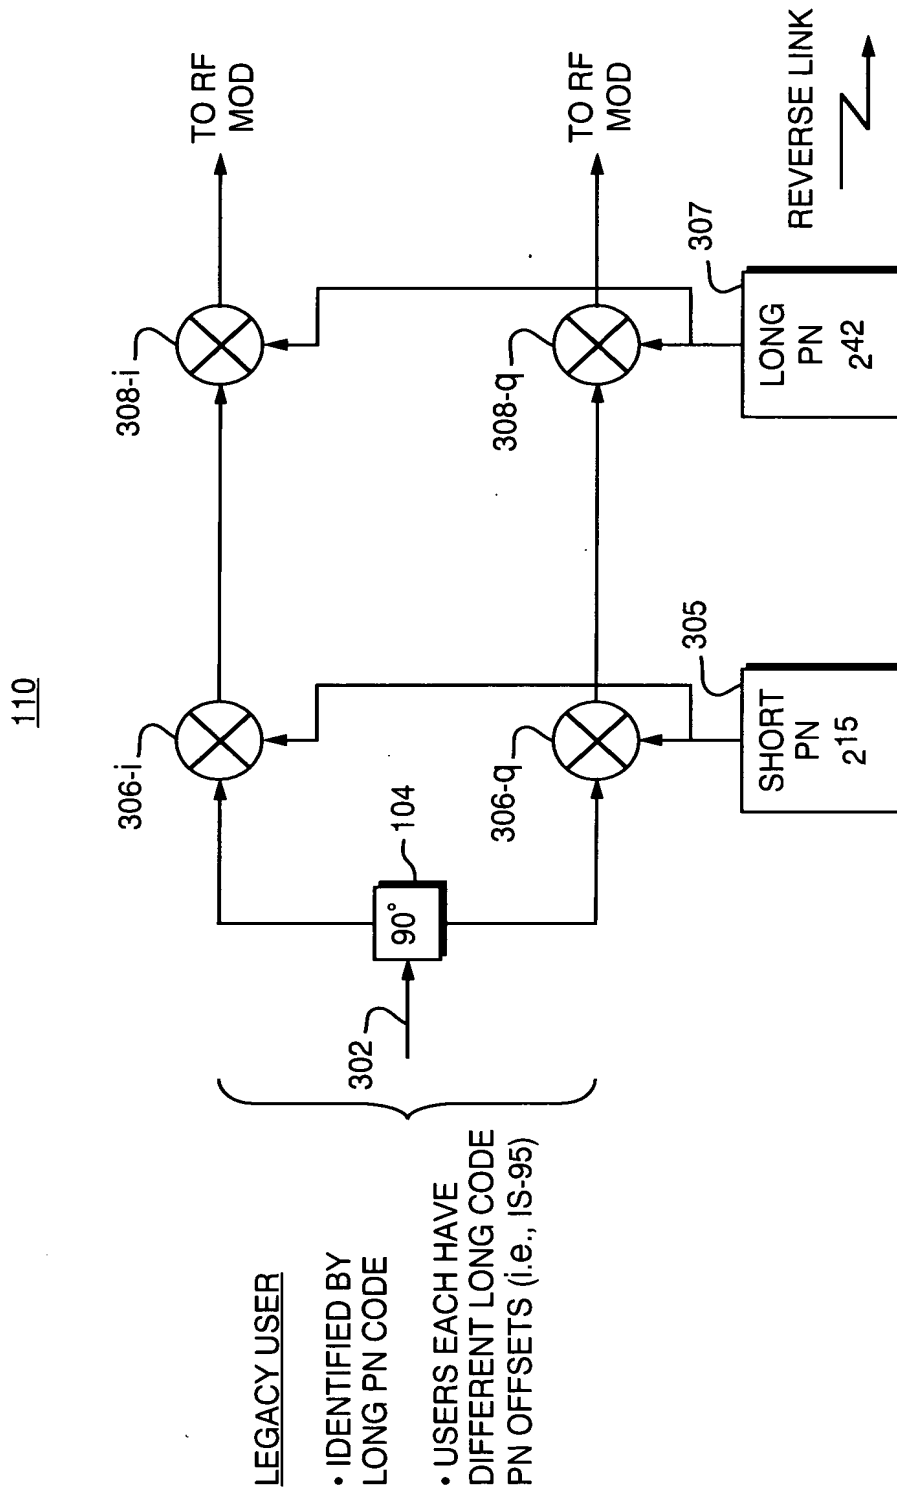 110
LEGACY USER
• IDENTIFIED BY
LONG PN CODE
• USERS EACH HAVE
DIFFERENT LONG CODE
PN OFFSETS (i.e., IS-95)
302
90°
104
306-i
306-q
SHORT
PN
2^15
305
308-i
308-q
LONG
PN
2^42
307
TO RF
MOD
TO RF
MOD
REVERSE LINK